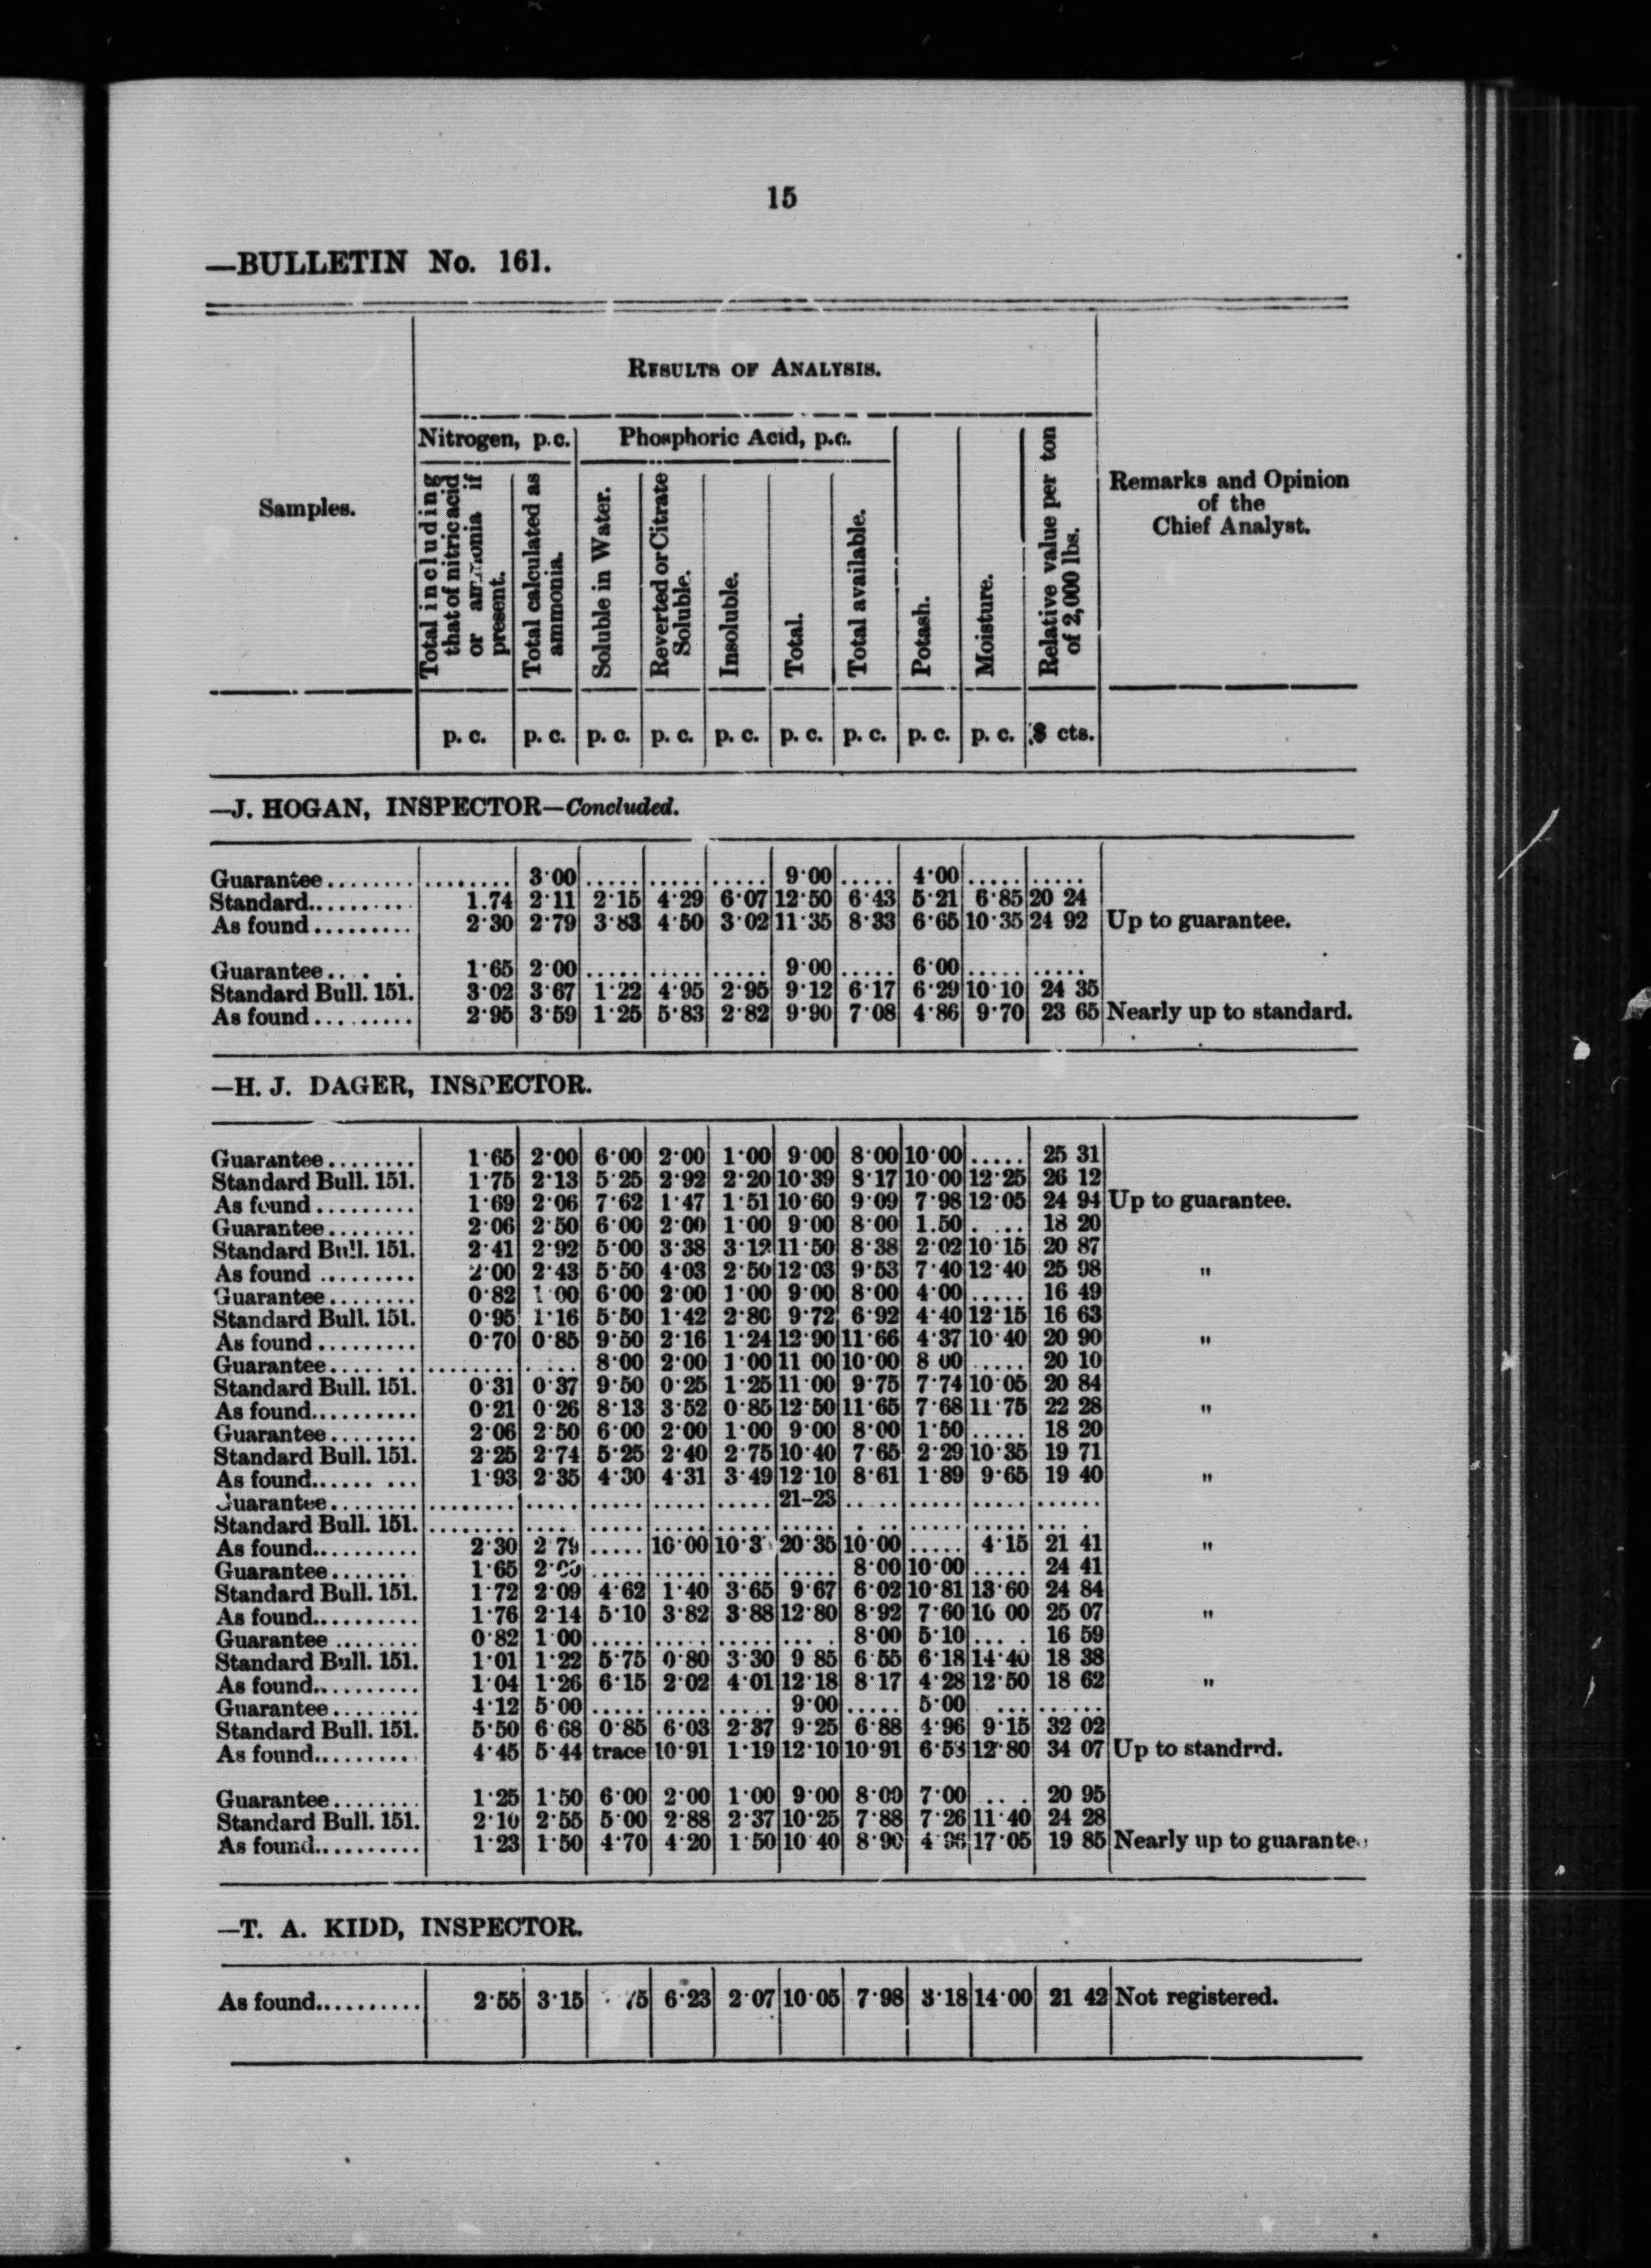 15
—BULLETIN No. 161.
RESULTS OF ANALYSIS.
Nitrogen, p.c. Phosphoric Acid, p.c.
Samples.
Total including that of nitric acid or ammonia if present.
Total calculated as ammonia.
Soluble in Water.
Reverted or Citrate Soluble.
Insoluble.
Total.
Total available.
Potash.
Moisture.
Relative value per ton of 2,000 lbs.
Remarks and Opinion
of the
Chief Analyst.
p. c. p. c. p. c. p. c. p. c. p. c. p. c. p. c. p. c. $ cts.
—J. HOGAN, INSPECTOR—Concluded.
Guarantee........ ........ 3·00 ..... ..... ..... 9·00 ..... 4·00 ..... .....
Standard.......... 1.74 2·11 2·15 4·29 6·07 12·50 6·43 5·21 6·85 20 24
As found......... 2·30 2·79 3·83 4·50 3·02 11·35 8·33 6·65 10·35 24 92 Up to guarantee.
Guarantee.. . . 1·65 2·00 ..... ..... ..... 9·00 ..... 6·00 ..... .....
Standard Bull. 151. 3·02 3·67 1·22 4·95 2·95 9·12 6·17 6·29 10·10 24 35
As found......... 2·95 3·59 1·25 5·83 2·82 9·90 7·08 4·86 9·70 23 65 Nearly up to standard.
—H. J. DAGER, INSPECTOR.
Guarantee........ 1·65 2·00 6·00 2·00 1·00 9·00 8·00 10·00 ..... 25 31
Standard Bull. 151. 1·75 2·13 5·25 2·92 2·20 10·39 8·17 10·00 12·25 26 12
As found......... 1·69 2·06 7·62 1·47 1·51 10·60 9·09 7·98 12·05 24 94 Up to guarantee.
Guarantee........ 2·06 2·50 6·00 2·00 1·00 9·00 8·00 1.50 . ... 18 20
Standard Bull. 151. 2·41 2·92 5·00 3·38 3·12 11·50 8·38 2·02 10·15 20 87
As found ......... 2·00 2·43 5·50 4·03 2·50 12·03 9·53 7·40 12·40 25 98 "
Guarantee........ 0·82 1·00 6·00 2·00 1·00 9·00 8·00 4·00 ..... 16 49
Standard Bull. 151. 0·95 1·16 5·50 1·42 2·80 9·72 6·92 4·40 12·15 16 63
As found......... 0·70 0·85 9·50 2·16 1·24 12·90 11·66 4·37 10·40 20 90 "
Guarantee..... .. ........ . ... 8·00 2·00 1·00 11 00 10·00 8 00 ..... 20 10
Standard Bull. 151. 0·31 0·37 9·50 0·25 1·25 11·00 9·75 7·74 10·05 20 84
As found.......... 0·21 0·26 8·13 3·52 0·85 12·50 11·65 7·68 11·75 22 28 "
Guarantee........ 2·06 2·50 6·00 2·00 1·00 9·00 8·00 1·50 ..... 18 20
Standard Bull. 151. 2·25 2·74 5·25 2·40 2·75 10·40 7·65 2·29 10·35 19 71
As found...... ... 1·93 2·35 4·30 4·31 3·49 12·10 8·61 1·89 9·65 19 40 "
Guarantee........ ........ ..... ..... ..... ..... 21-23 ..... ..... ..... ......
Standard Bull. 151. ........ ..... ..... ..... ..... ..... . .. ..... ..... ... .
As found.......... 2·30 2·79 ..... 10·00 20·35 10·00 ..... 4·15 21 41 "
Guarantee........ 1·65 2·00 ..... ..... ..... ..... 8·00 10·00 ..... 24 41
Standard Bull. 151. 1·72 2·09 4·62 1·40 3·65 9·67 6·02 10·81 13·60 24 84
As found.......... 1·76 2·14 5·10 3·82 3·88 12·80 8·92 7·60 10 00 25 07 "
Guarantee ........ 0·82 1·00 ..... ..... ..... ... . 8·00 5·10 ... . 16 59
Standard Bull. 151. 1·01 1·22 5·75 0·80 3·30 9 85 6·55 6·18 14·40 18 38
As found.......... 1·04 1·26 6·15 2·02 4·01 12·18 8·17 4·28 12·50 18 62 "
Guarantee........ 4·12 5·00 ..... ..... ..... 9·00 ..... 5·00 ... ......
Standard Bull. 151. 5·50 6·68 0·85 6·03 2·37 9·25 6·88 4·96 9·15 32 02
As found.......... 4·45 5·44 trace 10·91 1·19 12·10 10·91 6·53 12·80 34 07 Up to standrrd.
Guarantee........ 1·25 1·50 6·00 2·00 1·00 9·00 8·00 7·00 .. . 20 95
Standard Bull. 151. 2·10 2·55 5·00 2·88 2·37 10·25 7·88 7·26 11·40 24 28
As found.......... 1·23 1·50 4·70 4·20 1·50 10 40 8·90 17·05 19 85 Nearly up to guarantee
—T. A. KIDD, INSPECTOR.
As found.......... 2·55 3·15 · 75 6·23 2·07 10·05 7·98 3·18 14·00 21 42 Not registered.